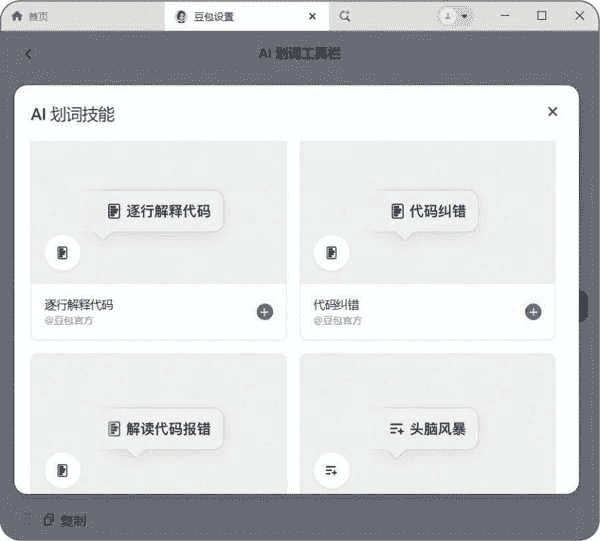 首页
豆包设置
AI 划词工具栏
AI 划词技能
逐行解释代码
代码纠错
逐行解释代码
@豆包官方
代码纠错
@豆包官方
解读代码报错
头脑风暴
复制